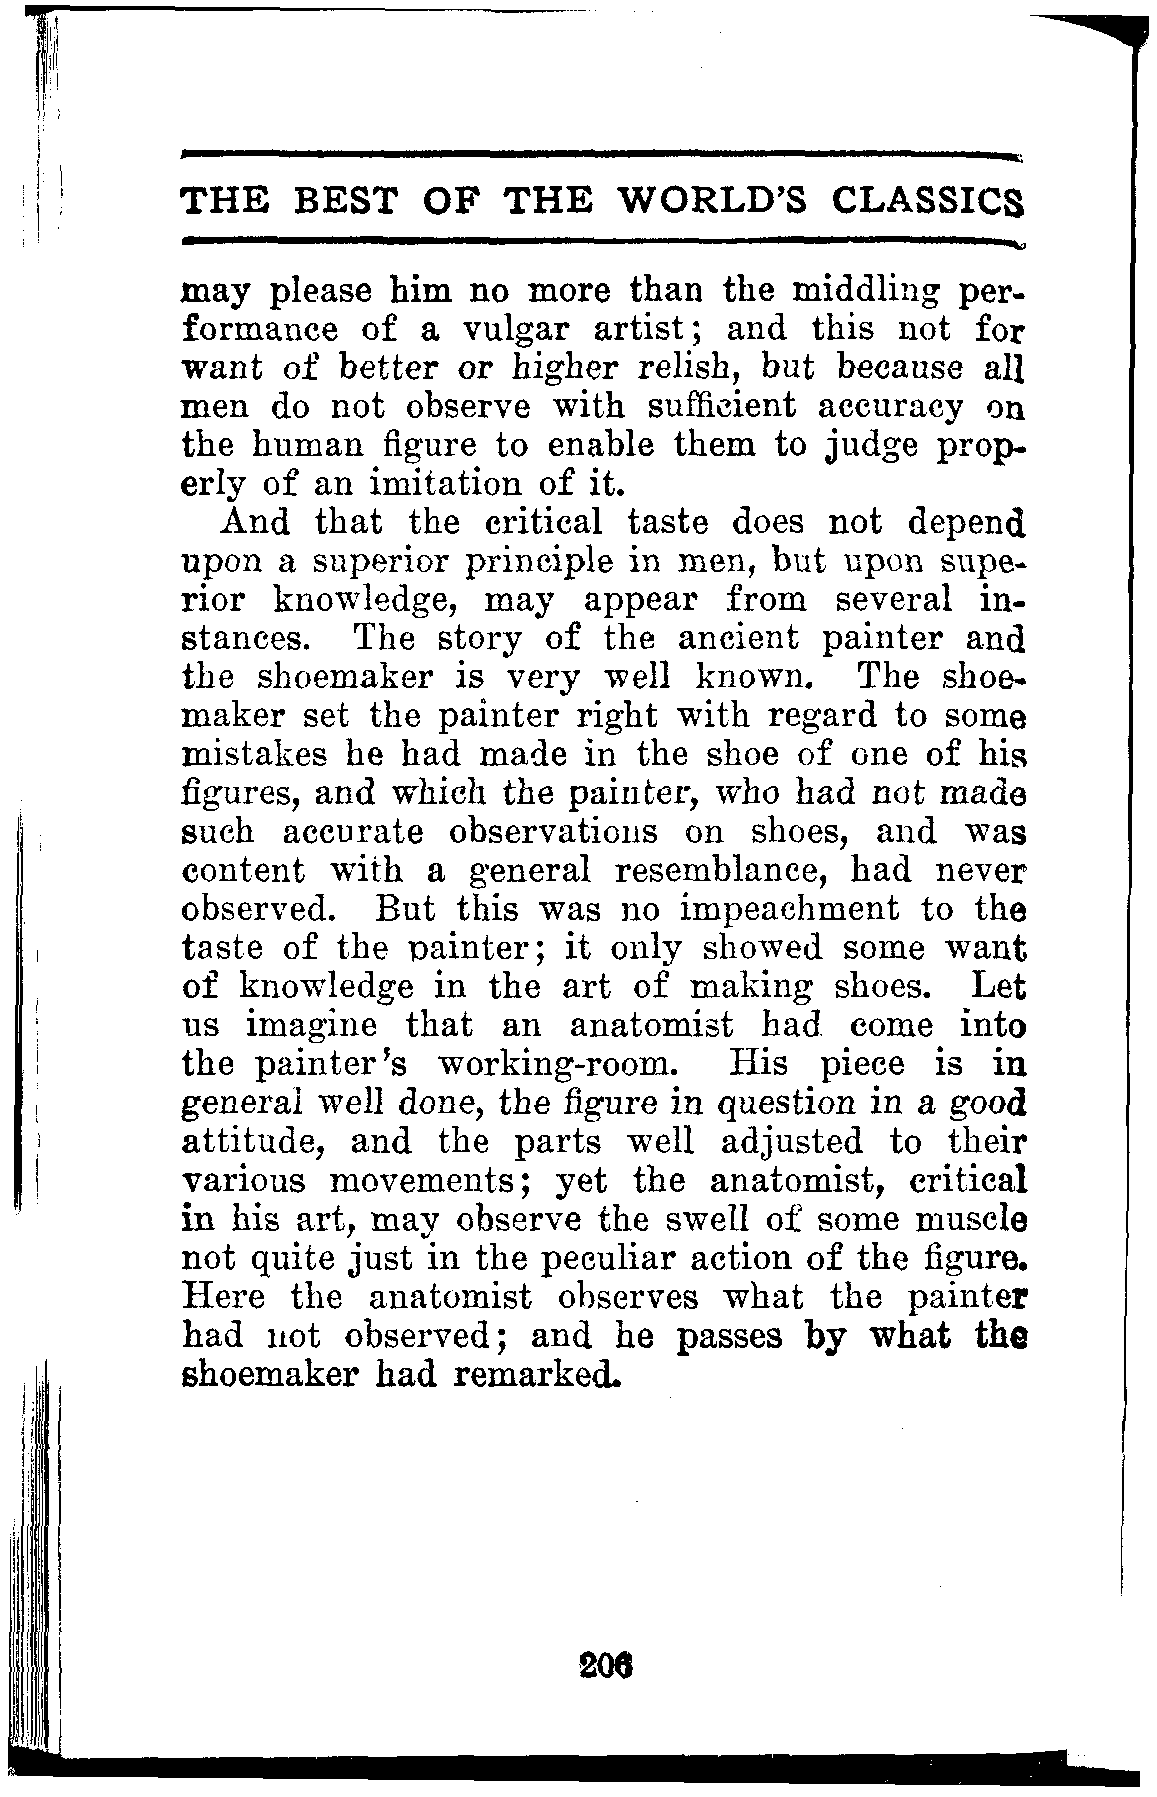 THE BEST OF THE WORLD'S CLASSICS
may please him no more than the middling per-
formance of a vulgar artist; and this not for
want of better or higher relish, but because all
men do not observe with sufficient accuracy on
the human figure to enable them to judge prop-
erly of an imitation of it.
And that the critical taste does not depend
upon a superior principle in men, but upon supe-
rior knowledge, may appear from several in-
stances. The story of the ancient painter and
the shoemaker is very well known. The shoe-
maker set the painter right with regard to some
mistakes he had made in the shoe of one of his
figures, and which the painter, who had not made
such accurate observations on shoes, and was
content with a general resemblance, had never
observed. But this was no impeachment to the
taste of the painter; it only showed some want
of knowledge in the art of making shoes. Let
us imagine that an anatomist had come into
the painter's working-room. His piece is in
general well done, the figure in question in a good
attitude, and the parts well adjusted to their
various movements; yet the anatomist, critical
in his art, may observe the swell of some muscle
not quite just in the peculiar action of the figure.
Here the anatomist observes what the painter
had not observed; and he passes by what the
shoemaker had remarked.
206